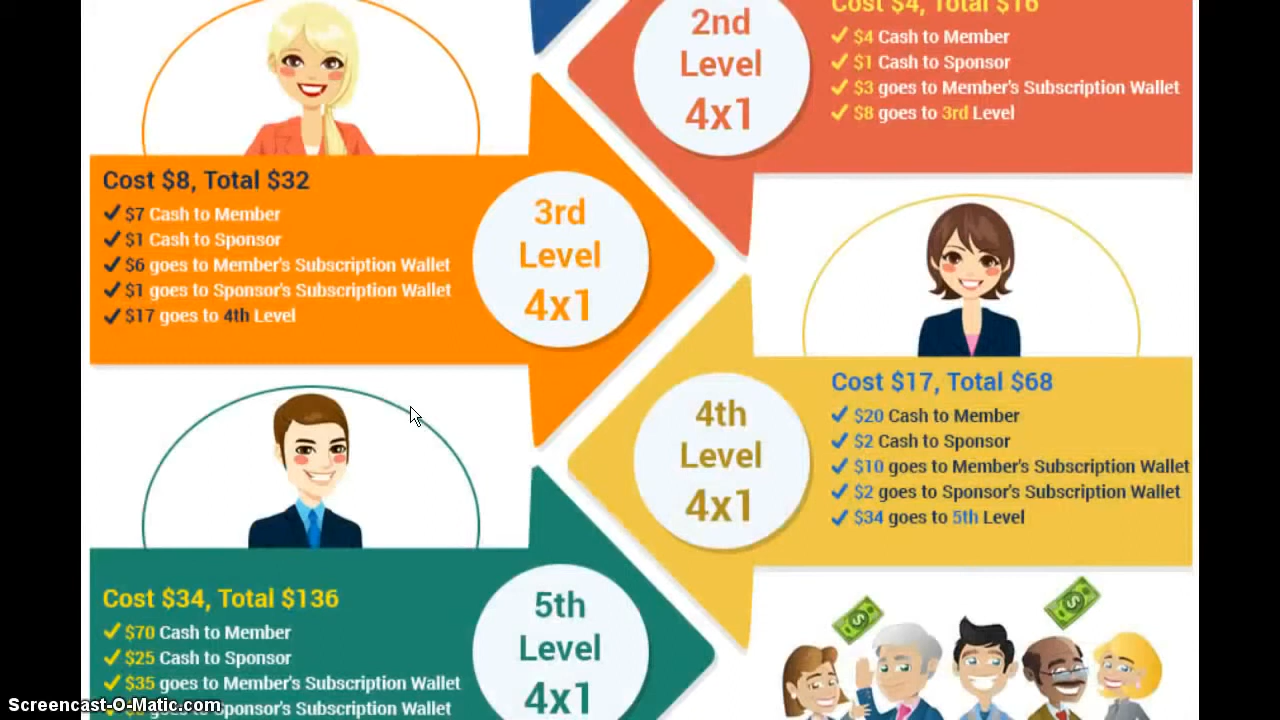 2nd
Level
4x1
Cost $4, Total $16
$4 Cash to Member
$1 Cash to Sponsor
$3 goes to Member's Subscription Wallet
$8 goes to 3rd Level
Cost $8, Total $32
$7 Cash to Member
$1 Cash to Sponsor
$6 goes to Member's Subscription Wallet
$1 goes to Sponsor's Subscription Wallet
$17 goes to 4th Level
3rd
Level
4x1
4th
Level
4x1
Cost $17, Total $68
$20 Cash to Member
$2 Cash to Sponsor
$10 goes to Member's Subscription Wallet
$2 goes to Sponsor's Subscription Wallet
$34 goes to 5th Level
Cost $34, Total $136
$70 Cash to Member
$25 Cash to Sponsor
$35 goes to Member's Subscription Wallet
goes to Sponsor's Subscription Wallet
5th
Level
4x1
Screencast-O-Matic.com